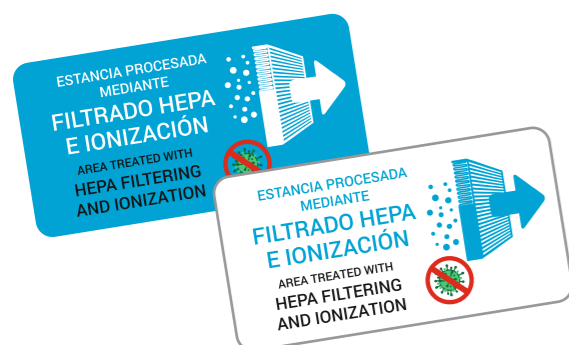 ESTANCIA PROCESADA
MEDIANTE
FILTRADO HEPA
E IONIZACIÓN
AREA TREATED WITH
HEPA FILTERING
AND IONIZATION
ESTANCIA PROCESADA
MEDIANTE
FILTRADO HEPA
E IONIZACIÓN
AREA TREATED WITH
HEPA FILTERING
AND IONIZATION